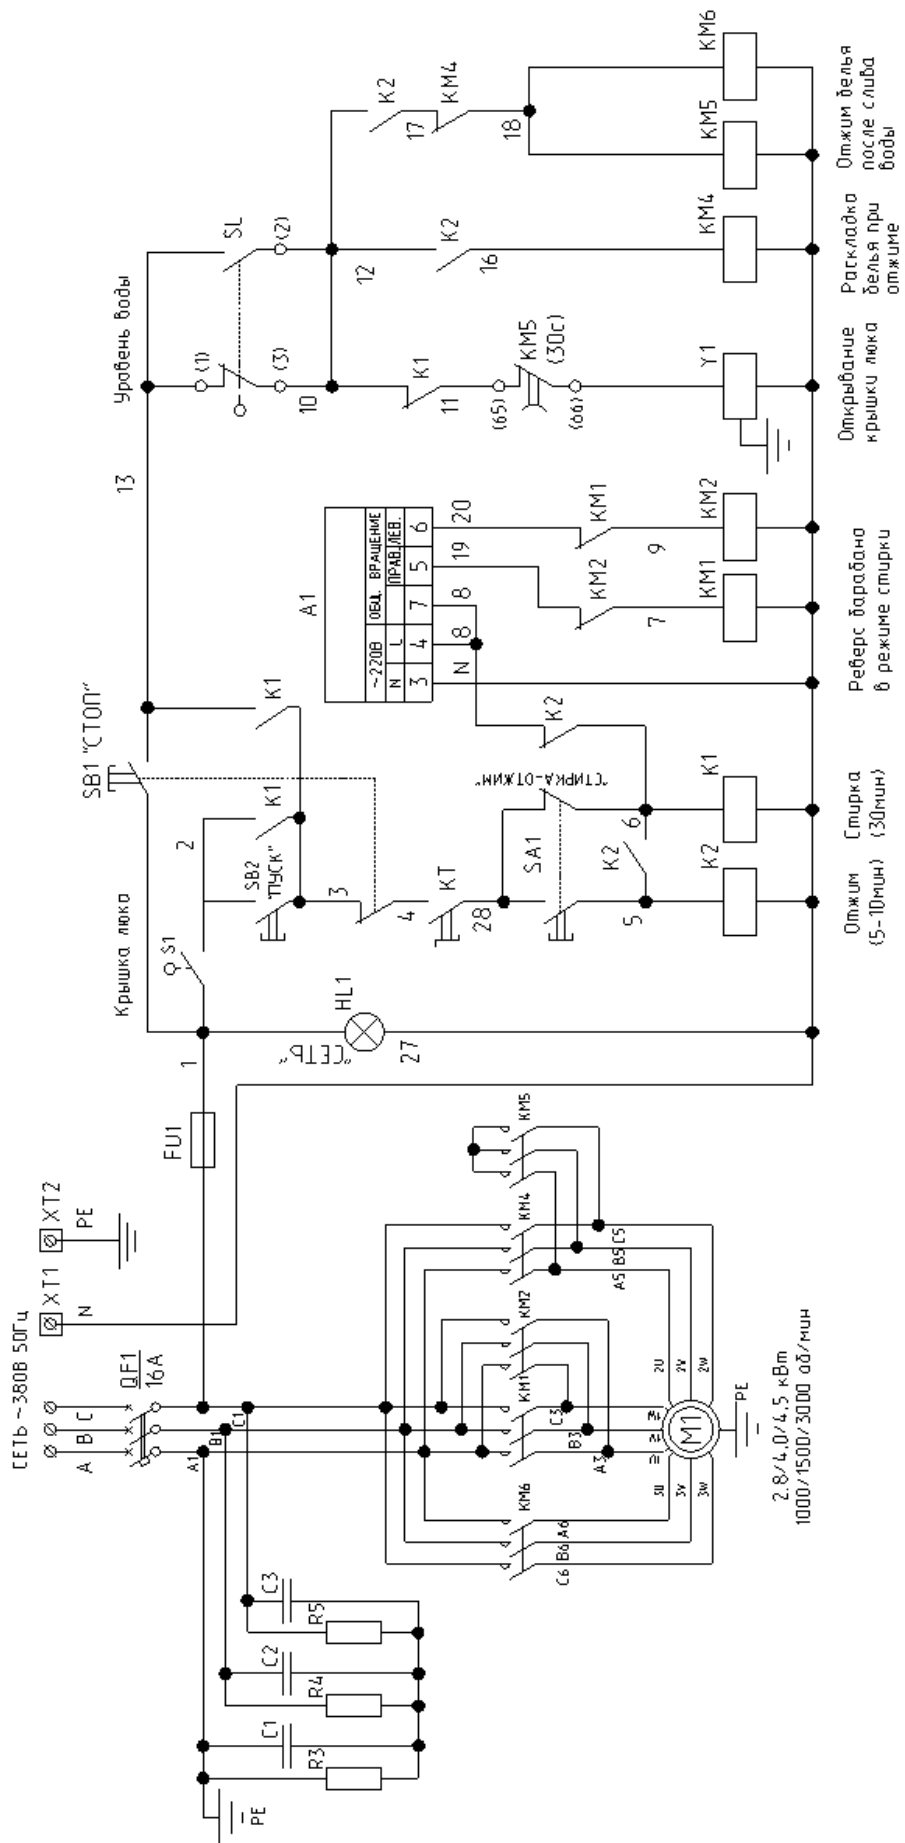 СЕТЬ ~380В 50Гц
A
B
C
QF1
16A
XT1
N
XT2
PE
FU1
1
A1
B1
C1
C1
R3
C2
R4
C3
R5
PE
"СЕТЬ"
HL1
27
Крышка люка
S1
2
SB2
"ПУСК"
K1
K1
SB1 "СТОП"
3
4
KT
28
SA1
"СТИРКА-ОТЖИМ"
K2
K2
5
6
K2
K1
Отжим
(5-10мин)
Стирка
(30мин)
13
A1
~220В
ОБЩ.
ВРАЩЕНИЕ
N
L
ПРАВ.
ЛЕВ.
3
4
7
5
6
N
8
8
19
20
KM2
KM1
7
9
KM1
KM2
Реверс барабана
в режиме стирки
Уровень воды
(1)
(3)
SL
(2)
10
K1
11
(65)
KM5
(30с)
(66)
Y1
Открывание
крышки люка
12
K2
16
KM4
Раскладка
белья при
отжиме
K2
17
KM4
18
KM5
KM6
Отжим белья
после слива
воды
KM6
KM1
KM2
KM4
KM5
C6
B6
A6
A3
B3
C3
A5
B5
C5
3U
3V
3W
2U
2V
2W
M1
PE
2.8/4.0/4.5 кВт
1000/1500/3000 об/мин